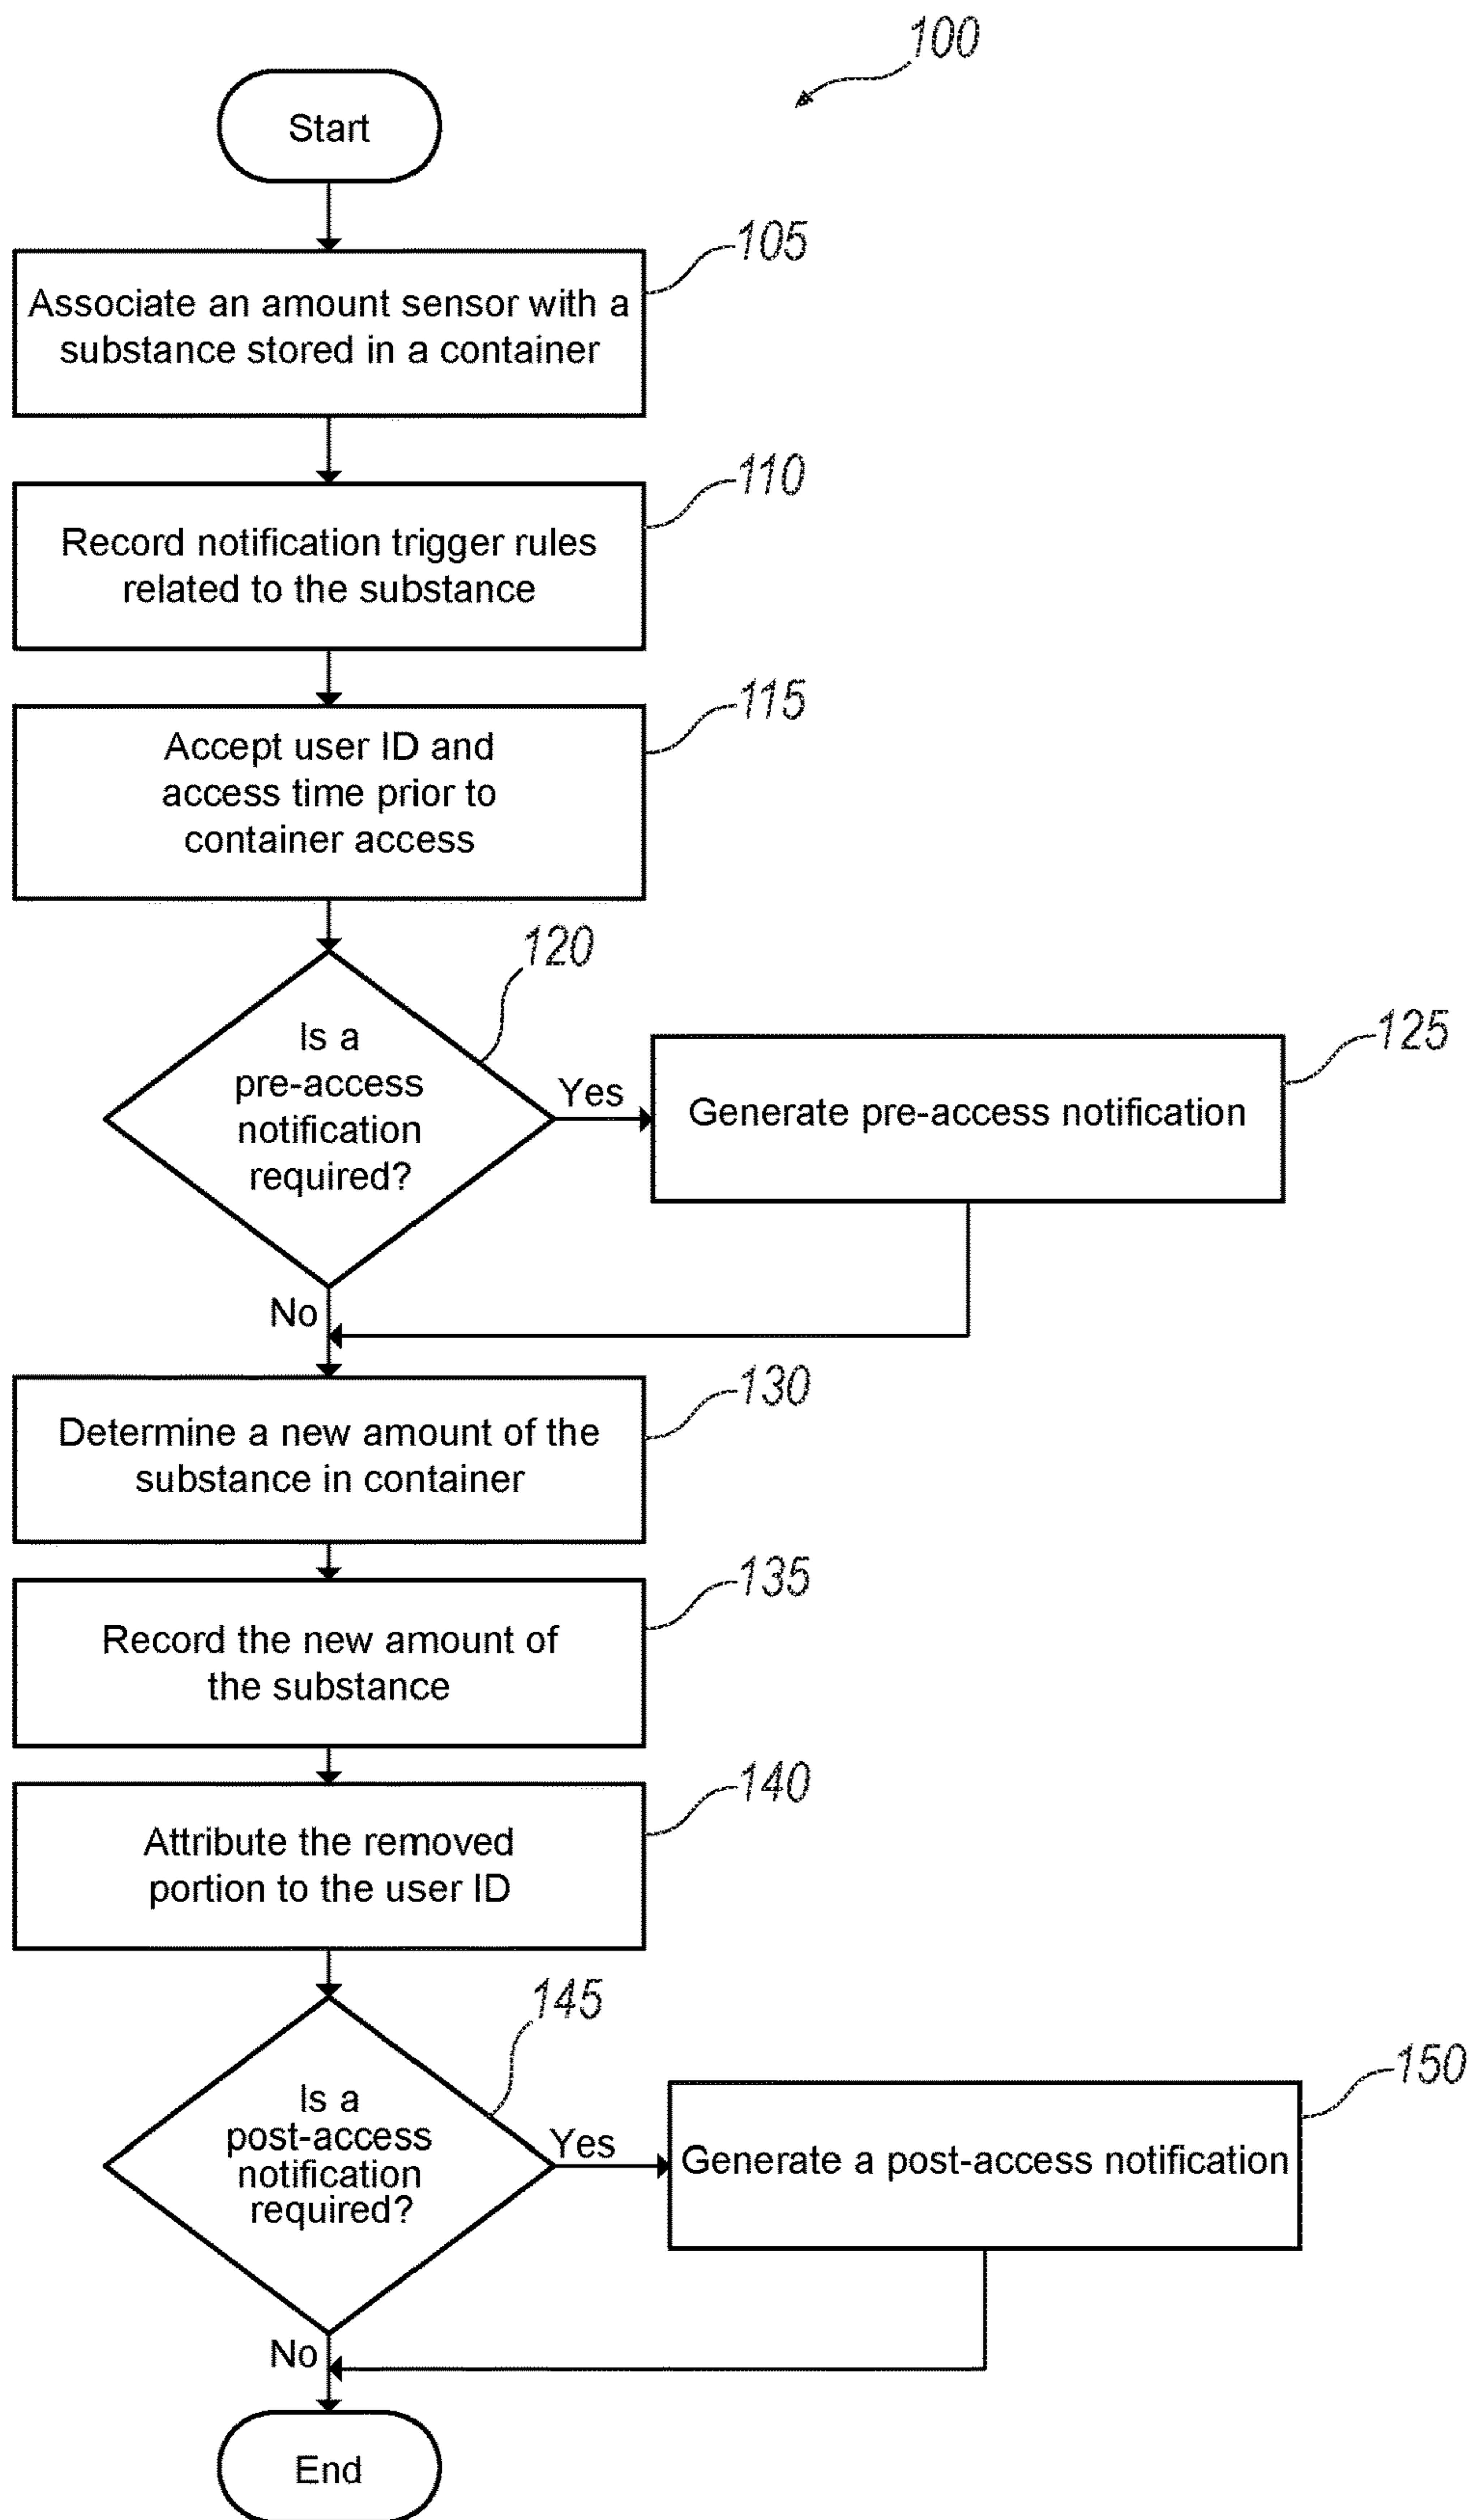 100
Start
105
Associate an amount sensor with a
substance stored in a container
110
Record notification trigger rules
related to the substance
115
Accept user ID and
access time prior to
container access
120
Is a
pre-access
notification
required?
Yes
125
Generate pre-access notification
No
130
Determine a new amount of the
substance in container
135
Record the new amount of
the substance
140
Attribute the removed
portion to the user ID
145
Is a
post-access
notification
required?
Yes
150
Generate a post-access notification
No
End